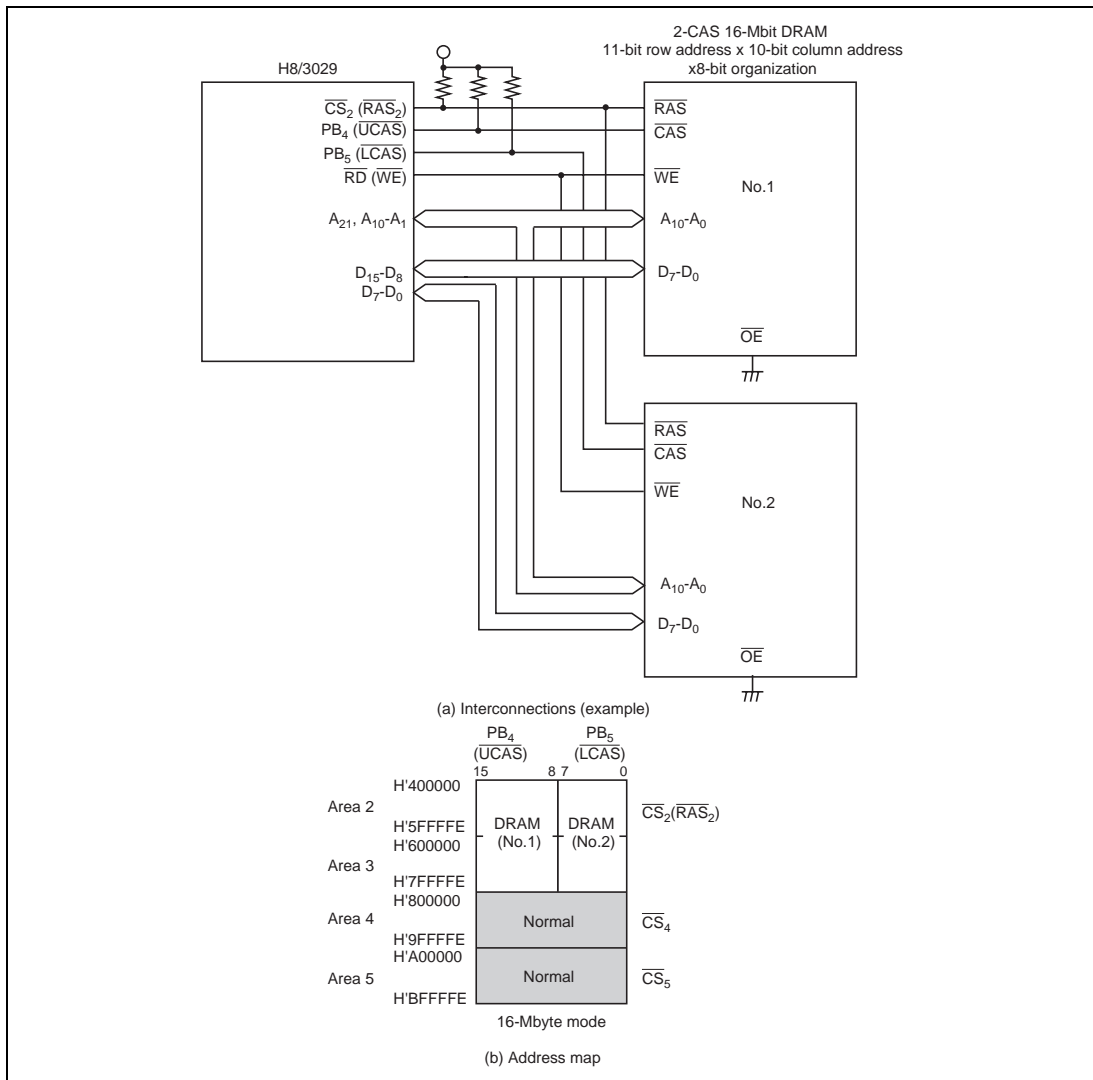 2-CAS 16-Mbit DRAM
11-bit row address x 10-bit column address
x8-bit organization
H8/3029
CS2 (RAS2)
PB4 (UCAS)
PB5 (LCAS)
RD (WE)
A21, A10-A1
D15-D8
D7-D0
RAS
CAS
WE
No.1
A10-A0
D7-D0
OE
RAS
CAS
WE
No.2
A10-A0
D7-D0
OE
(a) Interconnections (example)
PB4 PB5
(UCAS) (LCAS)
15 8 7 0
H'400000
Area 2
CS2(RAS2)
H'5FFFFE
DRAM DRAM
(No.1) (No.2)
H'600000
Area 3
H'7FFFFE
H'800000
Area 4 Normal CS4
H'9FFFFE
H'A00000
Area 5 Normal CS5
H'BFFFFE
16-Mbyte mode
(b) Address map